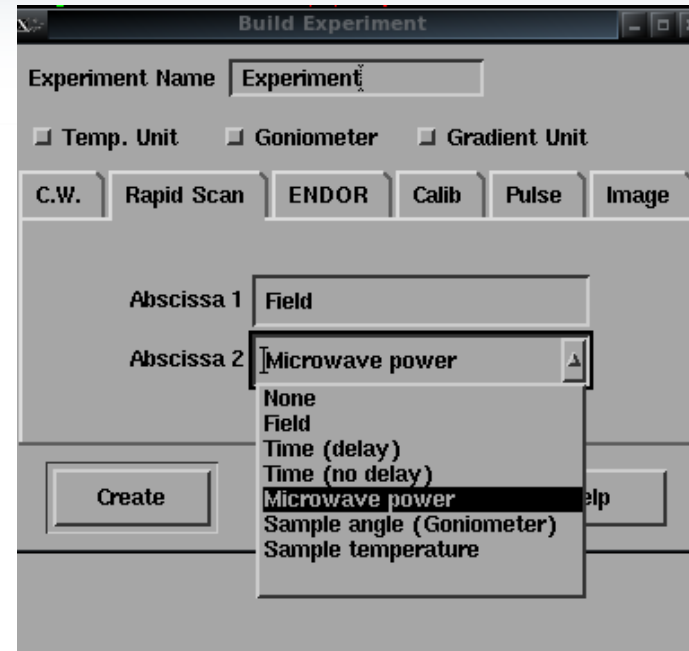 Build Experiment
Experiment Name Experiment
Temp. Unit Goniometer Gradient Unit
C.W. Rapid Scan ENDOR Calib Pulse Image
Abscissa 1 Field
Abscissa 2 Microwave power
None
Field
Time (delay)
Time (no delay)
Microwave power
Create elp
Sample angle (Goniometer)
Sample temperature